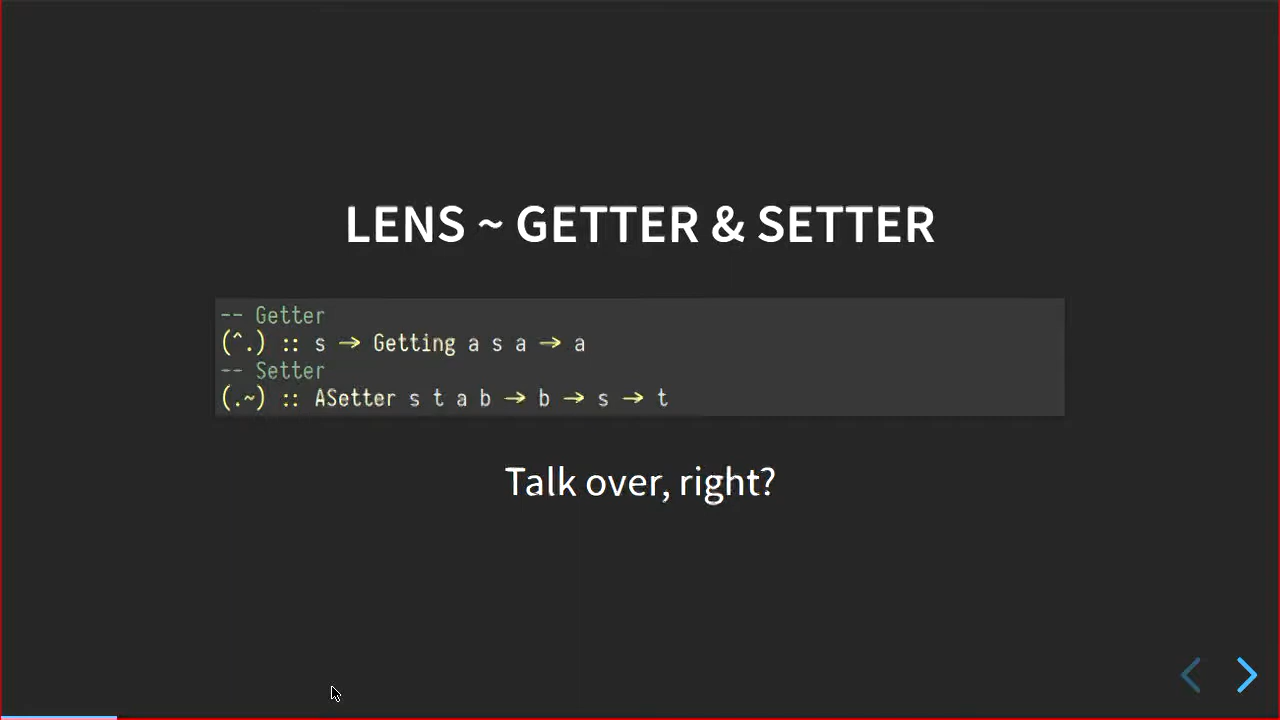 LENS ~ GETTER & SETTER
-- Getter
(^.) :: s → Getting a s a → a
-- Setter
(.~) :: ASetter s t a b → b → s → t
Talk over, right?